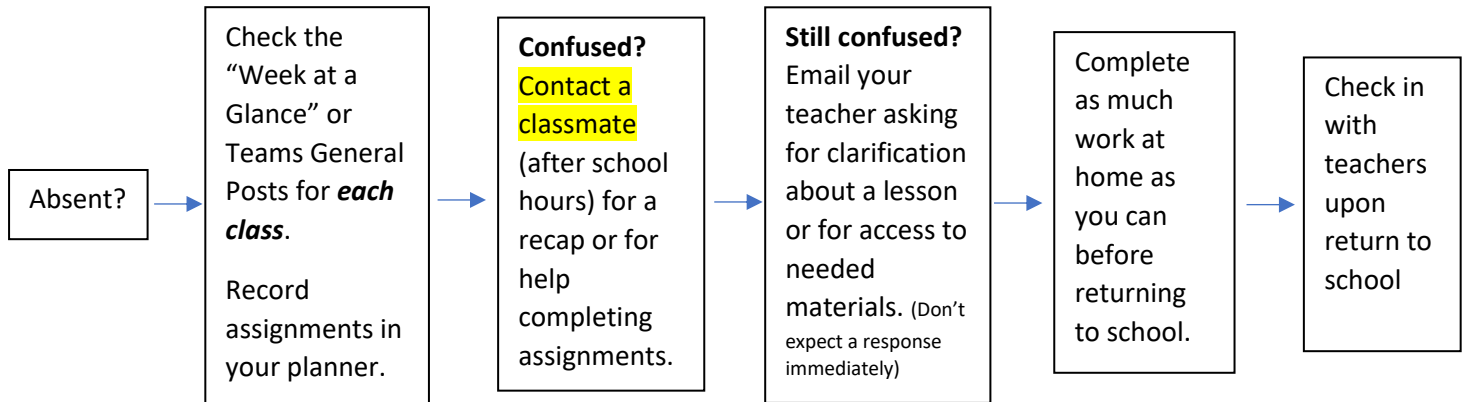 Absent?
Check the
“Week at a
Glance” or
Teams General
Posts for each
class.
Record
assignments in
your planner.
Confused?
Contact a
classmate
(after school
hours) for a
recap or for
help
completing
assignments.
Still confused?
Email your
teacher asking
for clarification
about a lesson
or for access to
needed
materials. (Don’t
expect a response
immediately)
Complete
as much
work at
home as
you can
before
returning
to school.
Check in
with
teachers
upon
return to
school